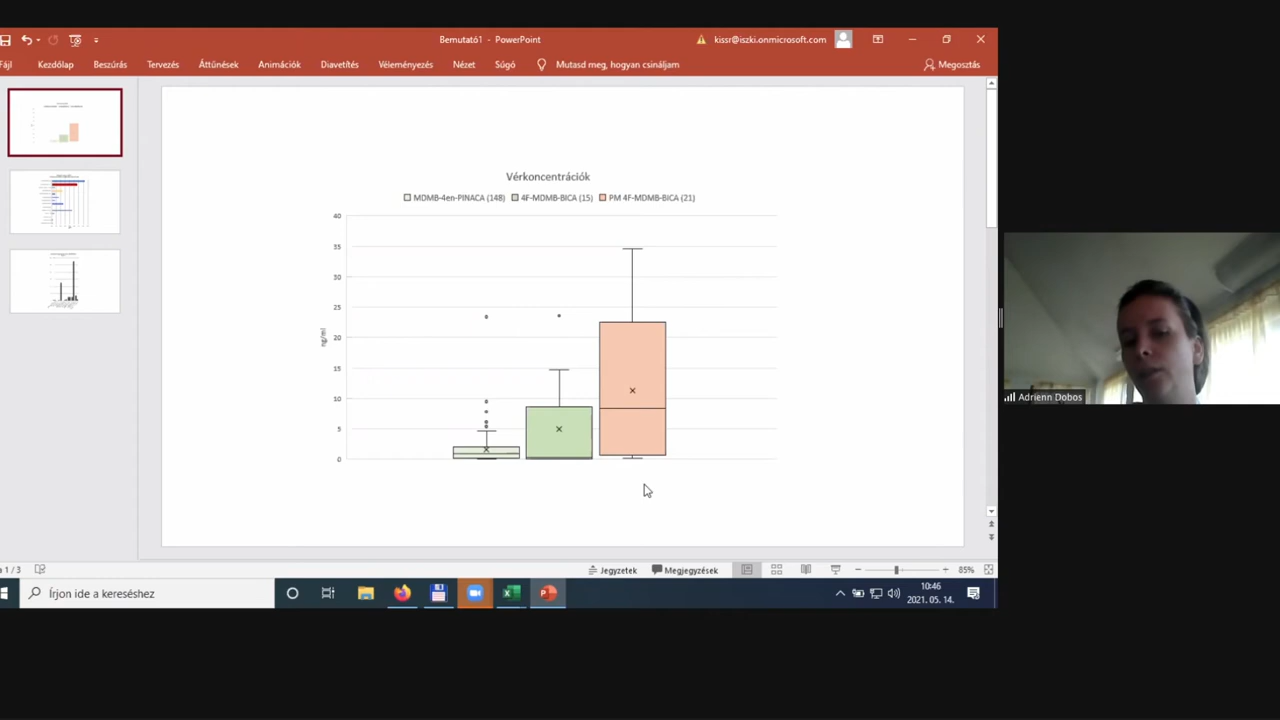 Bemutató1 - PowerPoint
kissr@iszki.onmicrosoft.com
Fájl Kezdőlap Beszúrás Tervezés Áttűnések Animációk Diavetítés Véleményezés Nézet Súgó Mutasd meg, hogyan csináljam Megosztás
Vérkoncentrációk
MDMB-4en-PINACA (148) 4F-MDMB-BICA (15) PM 4F-MDMB-BICA (21)
40
35
30
25
20
15
10
5
0
ng/ml
Adrienn Dobos
a 1 / 3 Jegyzetek Megjegyzések 85%
Írjon ide a kereséshez
10:46
2021. 05. 14.